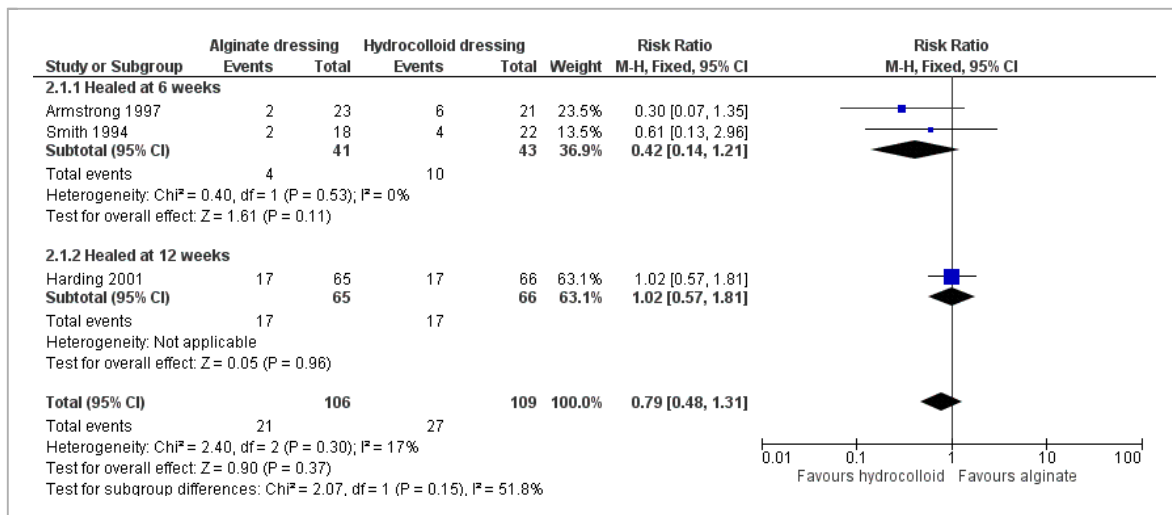 Alginate dressing Hydrocolloid dressing Risk Ratio Risk Ratio
Study or Subgroup Events Total Events Total Weight M-H, Fixed, 95% CI M-H, Fixed, 95% CI
2.1.1 Healed at 6 weeks
Armstrong 1997 2 23 6 21 23.5% 0.30 [0.07, 1.35]
Smith 1994 2 18 4 22 13.5% 0.61 [0.13, 2.96]
Subtotal (95% CI) 41 43 36.9% 0.42 [0.14, 1.21]
Total events 4 10
Heterogeneity: Chi² = 0.40, df = 1 (P = 0.53); I² = 0%
Test for overall effect: Z = 1.61 (P = 0.11)
2.1.2 Healed at 12 weeks
Harding 2001 17 65 17 66 63.1% 1.02 [0.57, 1.81]
Subtotal (95% CI) 65 66 63.1% 1.02 [0.57, 1.81]
Total events 17 17
Heterogeneity: Not applicable
Test for overall effect: Z = 0.05 (P = 0.96)
Total (95% CI) 106 109 100.0% 0.79 [0.48, 1.31]
Total events 21 27
Heterogeneity: Chi² = 2.40, df = 2 (P = 0.30); I² = 17%
Test for overall effect: Z = 0.90 (P = 0.37)
Test for subgroup differences: Chi² = 2.07, df = 1 (P = 0.15), I² = 51.8%
0.01 0.1 1 10 100
Favours hydrocolloid Favours alginate